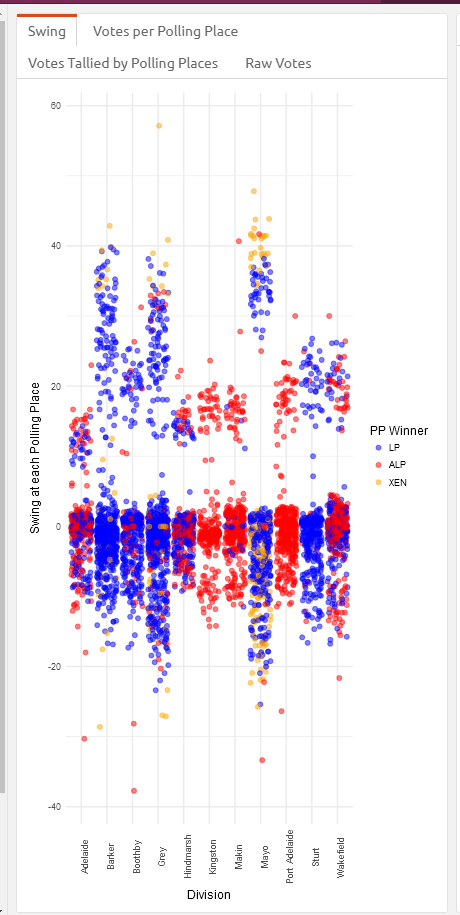 Swing Votes per Polling Place
Votes Tallied by Polling Places Raw Votes
60
40
20
0
-20
-40
Swing at each Polling Place
Adelaide
Barker
Boothby
Grey
Hindmarsh
Kingston
Makin
Mayo
Port Adelaide
Sturt
Wakefield
Division
PP Winner
LP
ALP
XEN